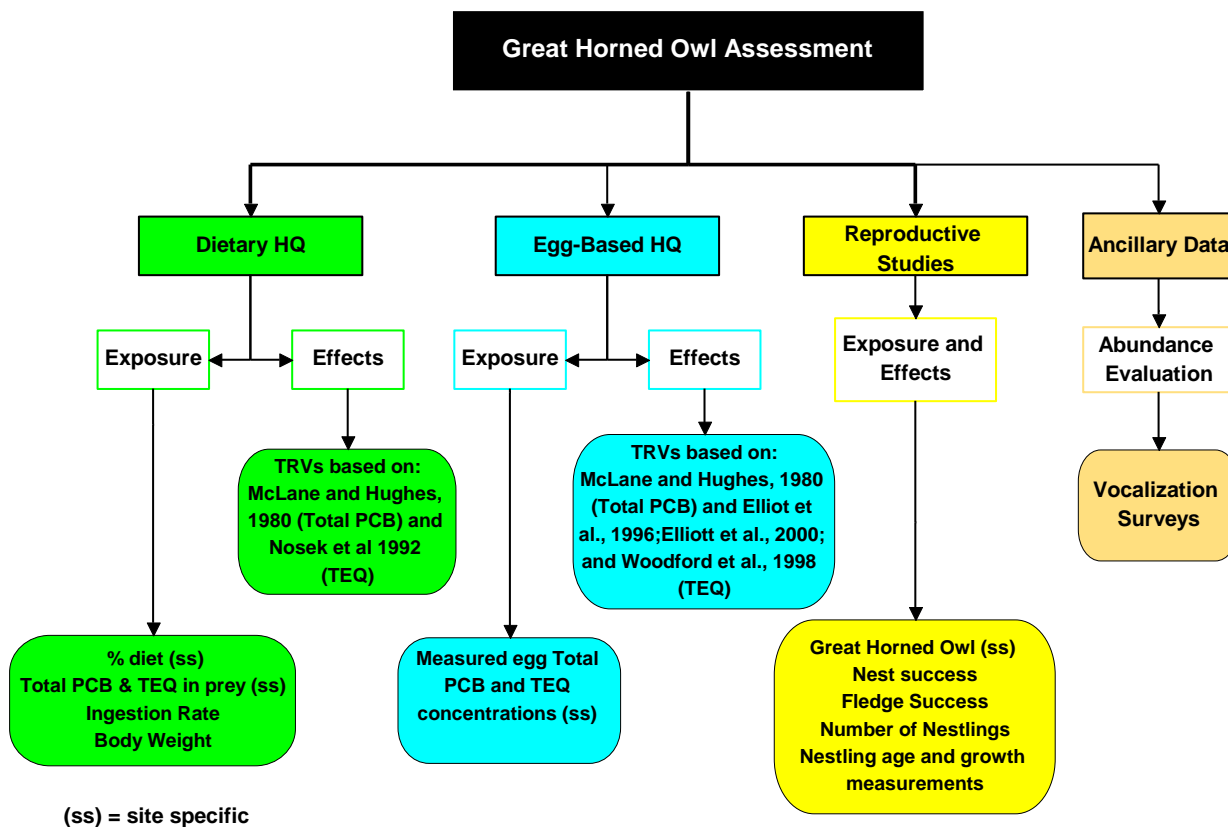 Great Horned Owl Assessment
Dietary HQ
Egg-Based HQ
Reproductive
Studies
Ancillary Data
Exposure
Effects
Exposure
Effects
Exposure and
Effects
Abundance
Evaluation
TRVs based on:
McLane and Hughes,
1980 (Total PCB) and
Nosek et al 1992
(TEQ)
TRVs based on:
McLane and Hughes, 1980
(Total PCB) and Elliot et
al., 1996;Elliott et al., 2000;
and Woodford et al., 1998
(TEQ)
Vocalization
Surveys
% diet (ss)
Total PCB & TEQ in prey (ss)
Ingestion Rate
Body Weight
Measured egg Total
PCB and TEQ
concentrations (ss)
Great Horned Owl (ss)
Nest success
Fledge Success
Number of Nestlings
Nestling age and growth
measurements
(ss) = site specific